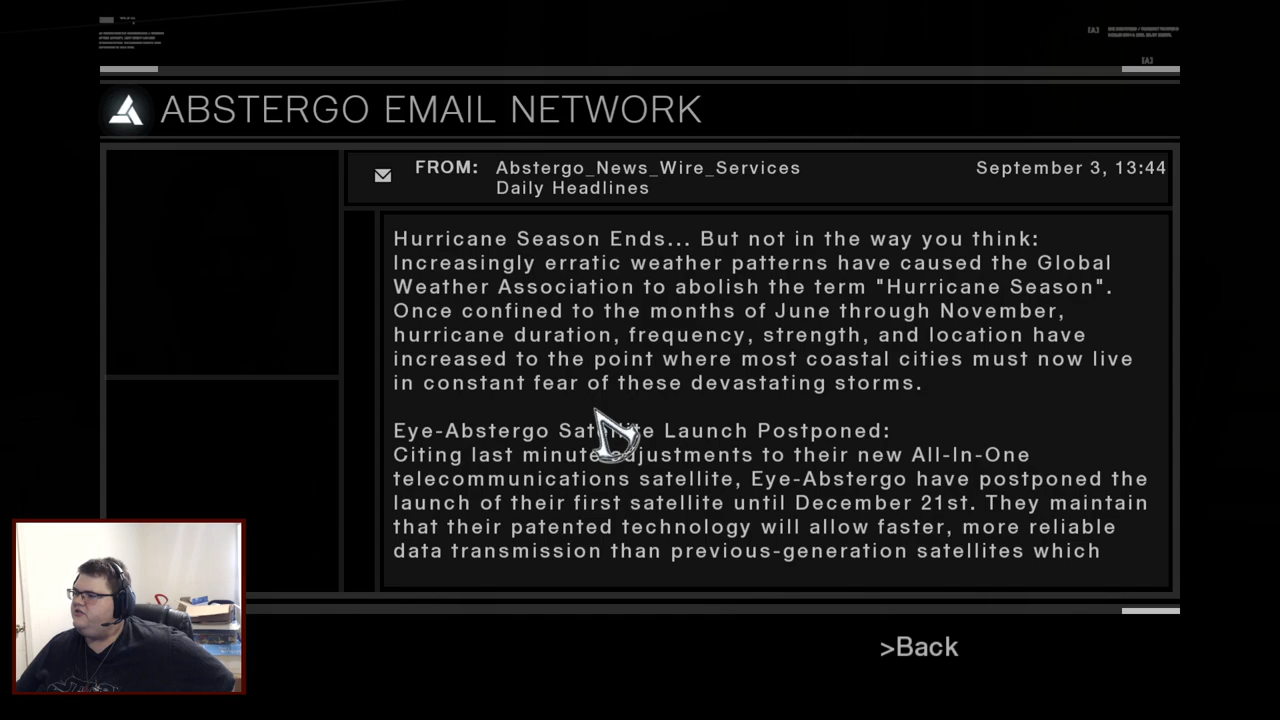 [A]
[A]
ABSTERGO EMAIL NETWORK
FROM: Abstergo_News_Wire_Services September 3, 13:44
Daily Headlines
Hurricane Season Ends... But not in the way you think:
Increasingly erratic weather patterns have caused the Global
Weather Association to abolish the term "Hurricane Season".
Once confined to the months of June through November,
hurricane duration, frequency, strength, and location have
increased to the point where most coastal cities must now live
in constant fear of these devastating storms.
Eye-Abstergo Satellite Launch Postponed:
Citing last minute adjustments to their new All-In-One
telecommunications satellite, Eye-Abstergo have postponed the
launch of their first satellite until December 21st. They maintain
that their patented technology will allow faster, more reliable
data transmission than previous-generation satellites which
>Back